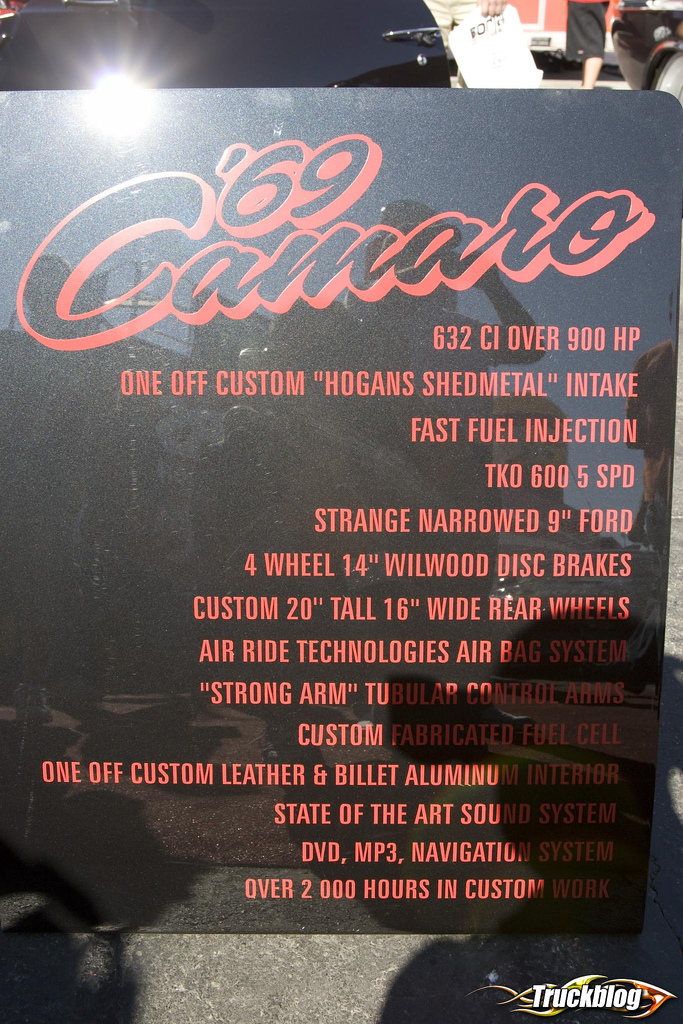 '69
Camaro
632 CI OVER 900 HP
ONE OFF CUSTOM "HOGANS SHEDMETAL" INTAKE
FAST FUEL INJECTION
TKO 600 5 SPD
STRANGE NARROWED 9" FORD
4 WHEEL 14" WILWOOD DISC BRAKES
CUSTOM 20" TALL 16" WIDE REAR WHEELS
AIR RIDE TECHNOLOGIES AIR BAG SYSTEM
"STRONG ARM" TUBULAR CONTROL ARMS
CUSTOM FABRICATED FUEL CELL
ONE OFF CUSTOM LEATHER & BILLET ALUMINUM INTERIOR
STATE OF THE ART SOUND SYSTEM
DVD, MP3, NAVIGATION SYSTEM
OVER 2 000 HOURS IN CUSTOM WORK
Truckblog